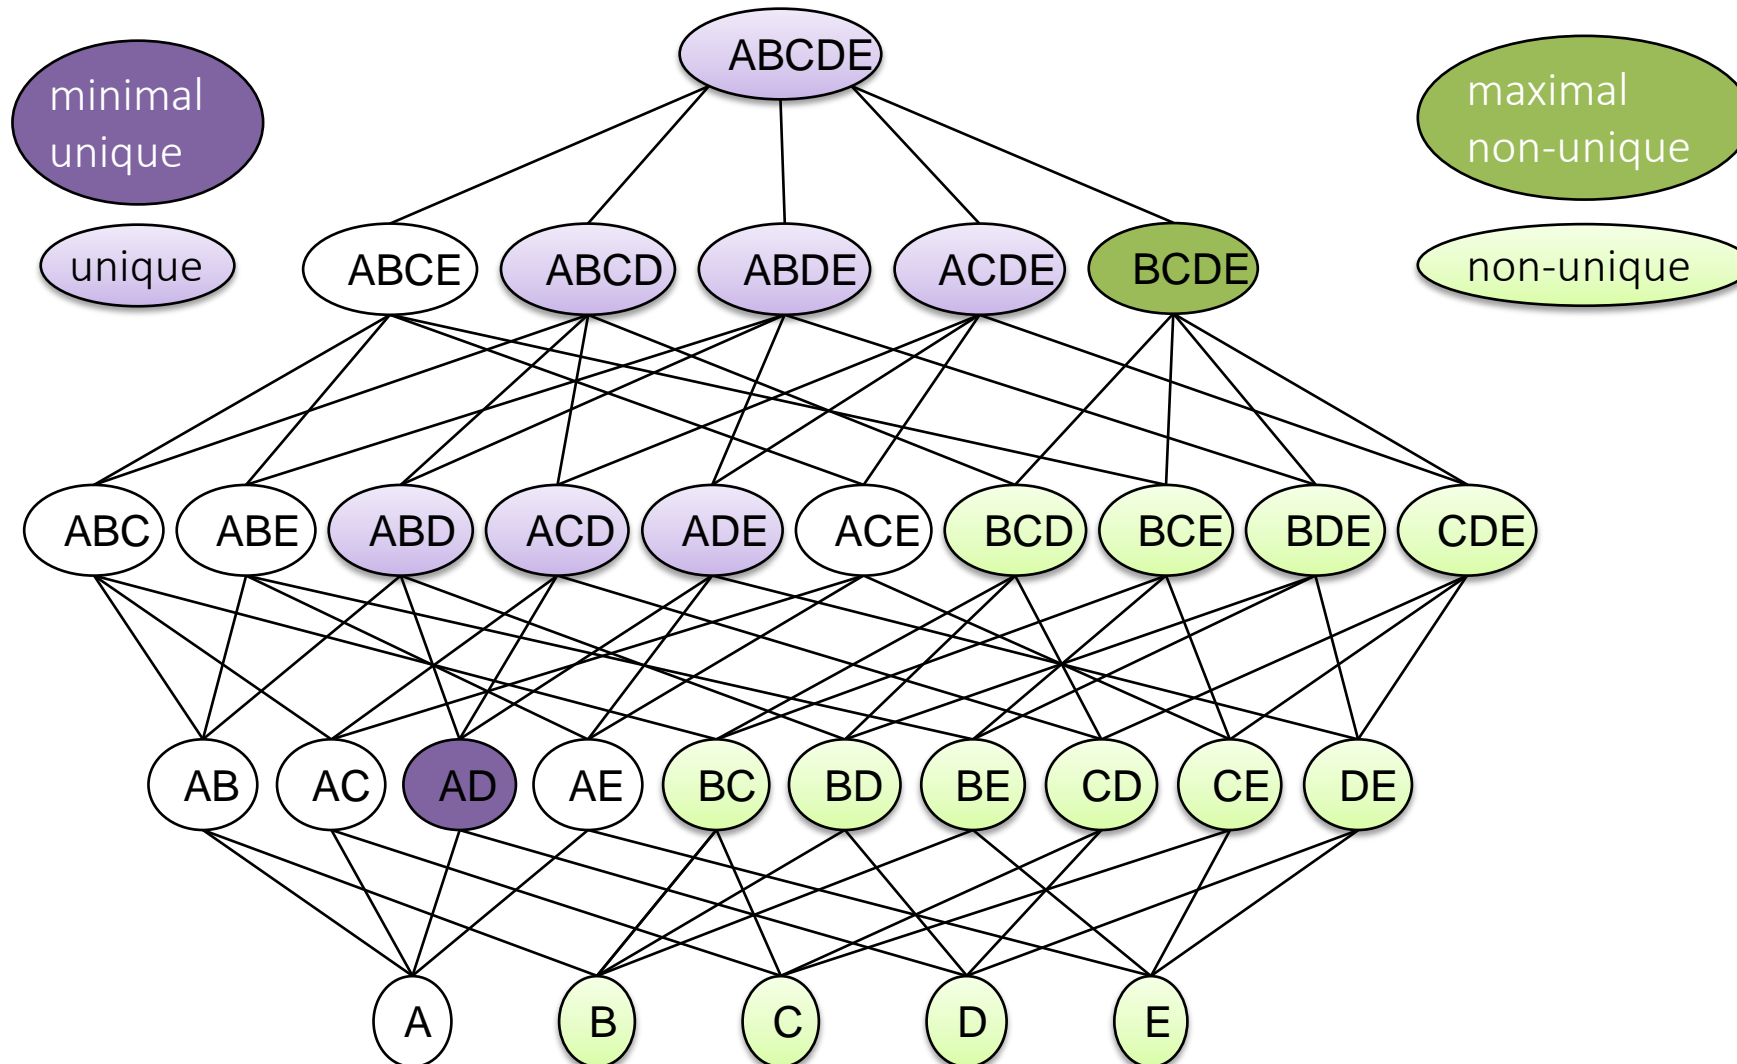 ABCDE
minimal
unique
maximal
non-unique
unique
ABCE ABCD ABDE ACDE BCDE
non-unique
ABC ABE ABD ACD ADE ACE BCD BCE BDE CDE
AB AC AD AE BC BD BE CD CE DE
A B C D E